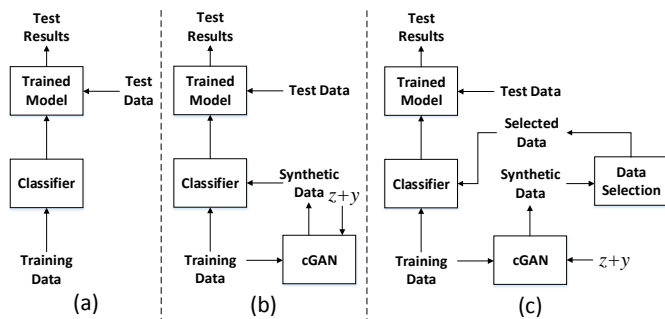 Test
Results
Trained
Model
Test
Data
Classifier
Training
Data
(a)
Test
Results
Trained
Model
Test Data
Classifier
Synthetic
Data
z+y
Training
Data
cGAN
(b)
Test
Results
Trained
Model
Test Data
Selected
Data
Classifier
Synthetic
Data
Data
Selection
Training
Data
cGAN
z+y
(c)